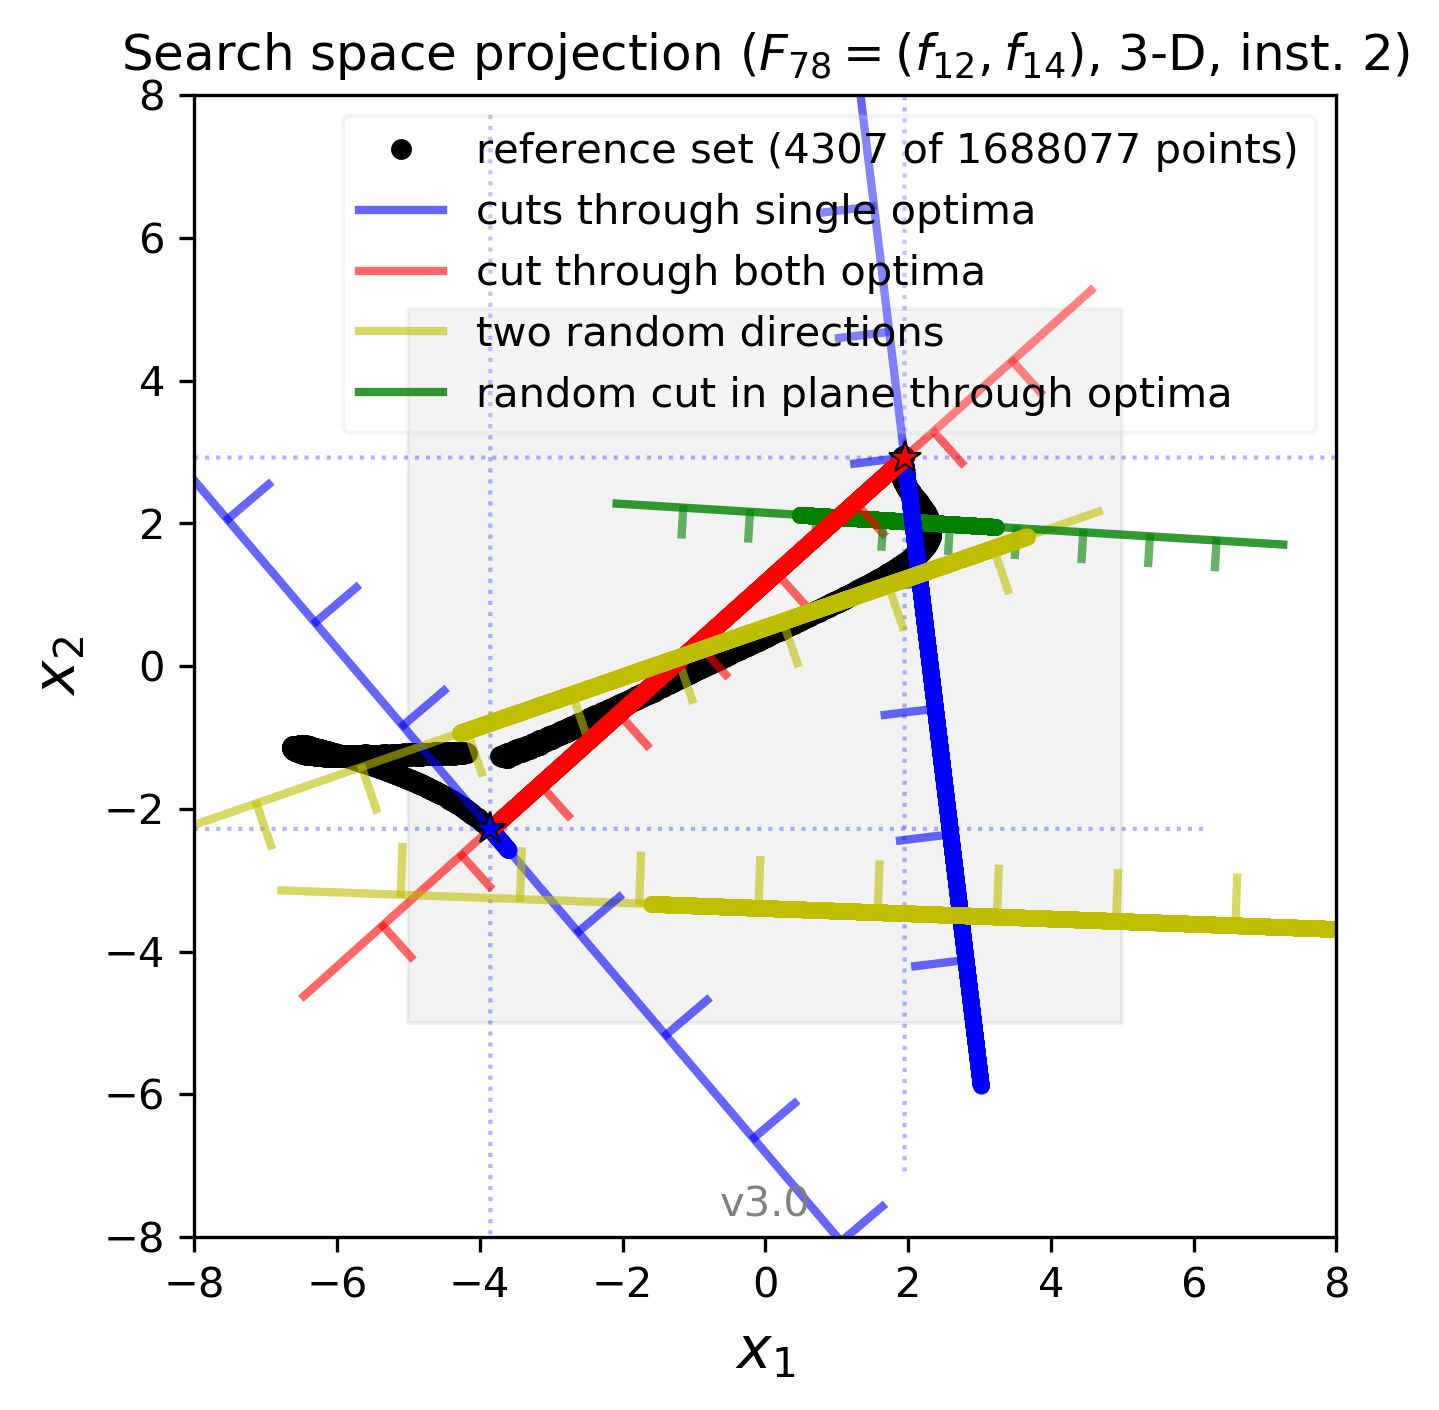 Search space projection (F₇₈ = (f₁₂, f₁₄), 3-D, inst. 2)
8
6
4
2
0
−2
−4
−6
−8
x₂
reference set (4307 of 1688077 points)
cuts through single optima
cut through both optima
two random directions
random cut in plane through optima
v3.0
−8 −6 −4 −2 0 2 4 6 8
x₁